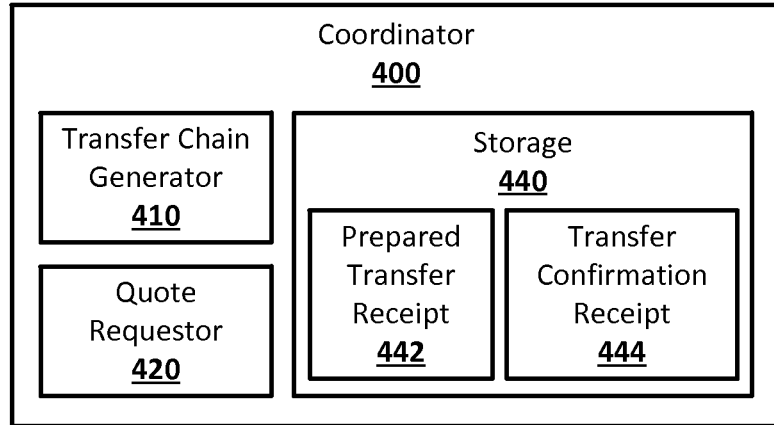 Coordinator
400
Transfer Chain
Generator
410
Quote
Requestor
420
Storage
440
Prepared
Transfer
Receipt
442
Transfer
Confirmation
Receipt
444